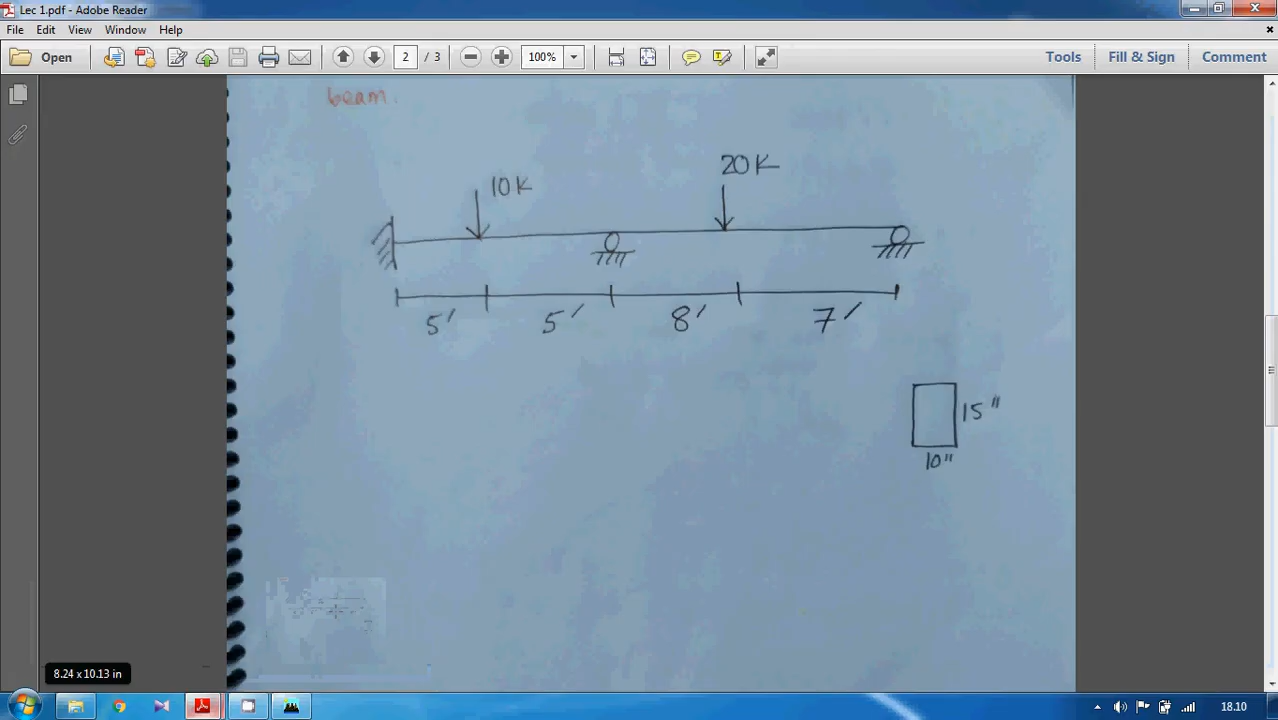 Lec 1.pdf - Adobe Reader
File Edit View Window Help
Open 2 / 3 100% Tools Fill & Sign Comment
beam.
10K
20K
5' 5' 8' 7'
15"
10"
8.24 x 10.13 in
18.10